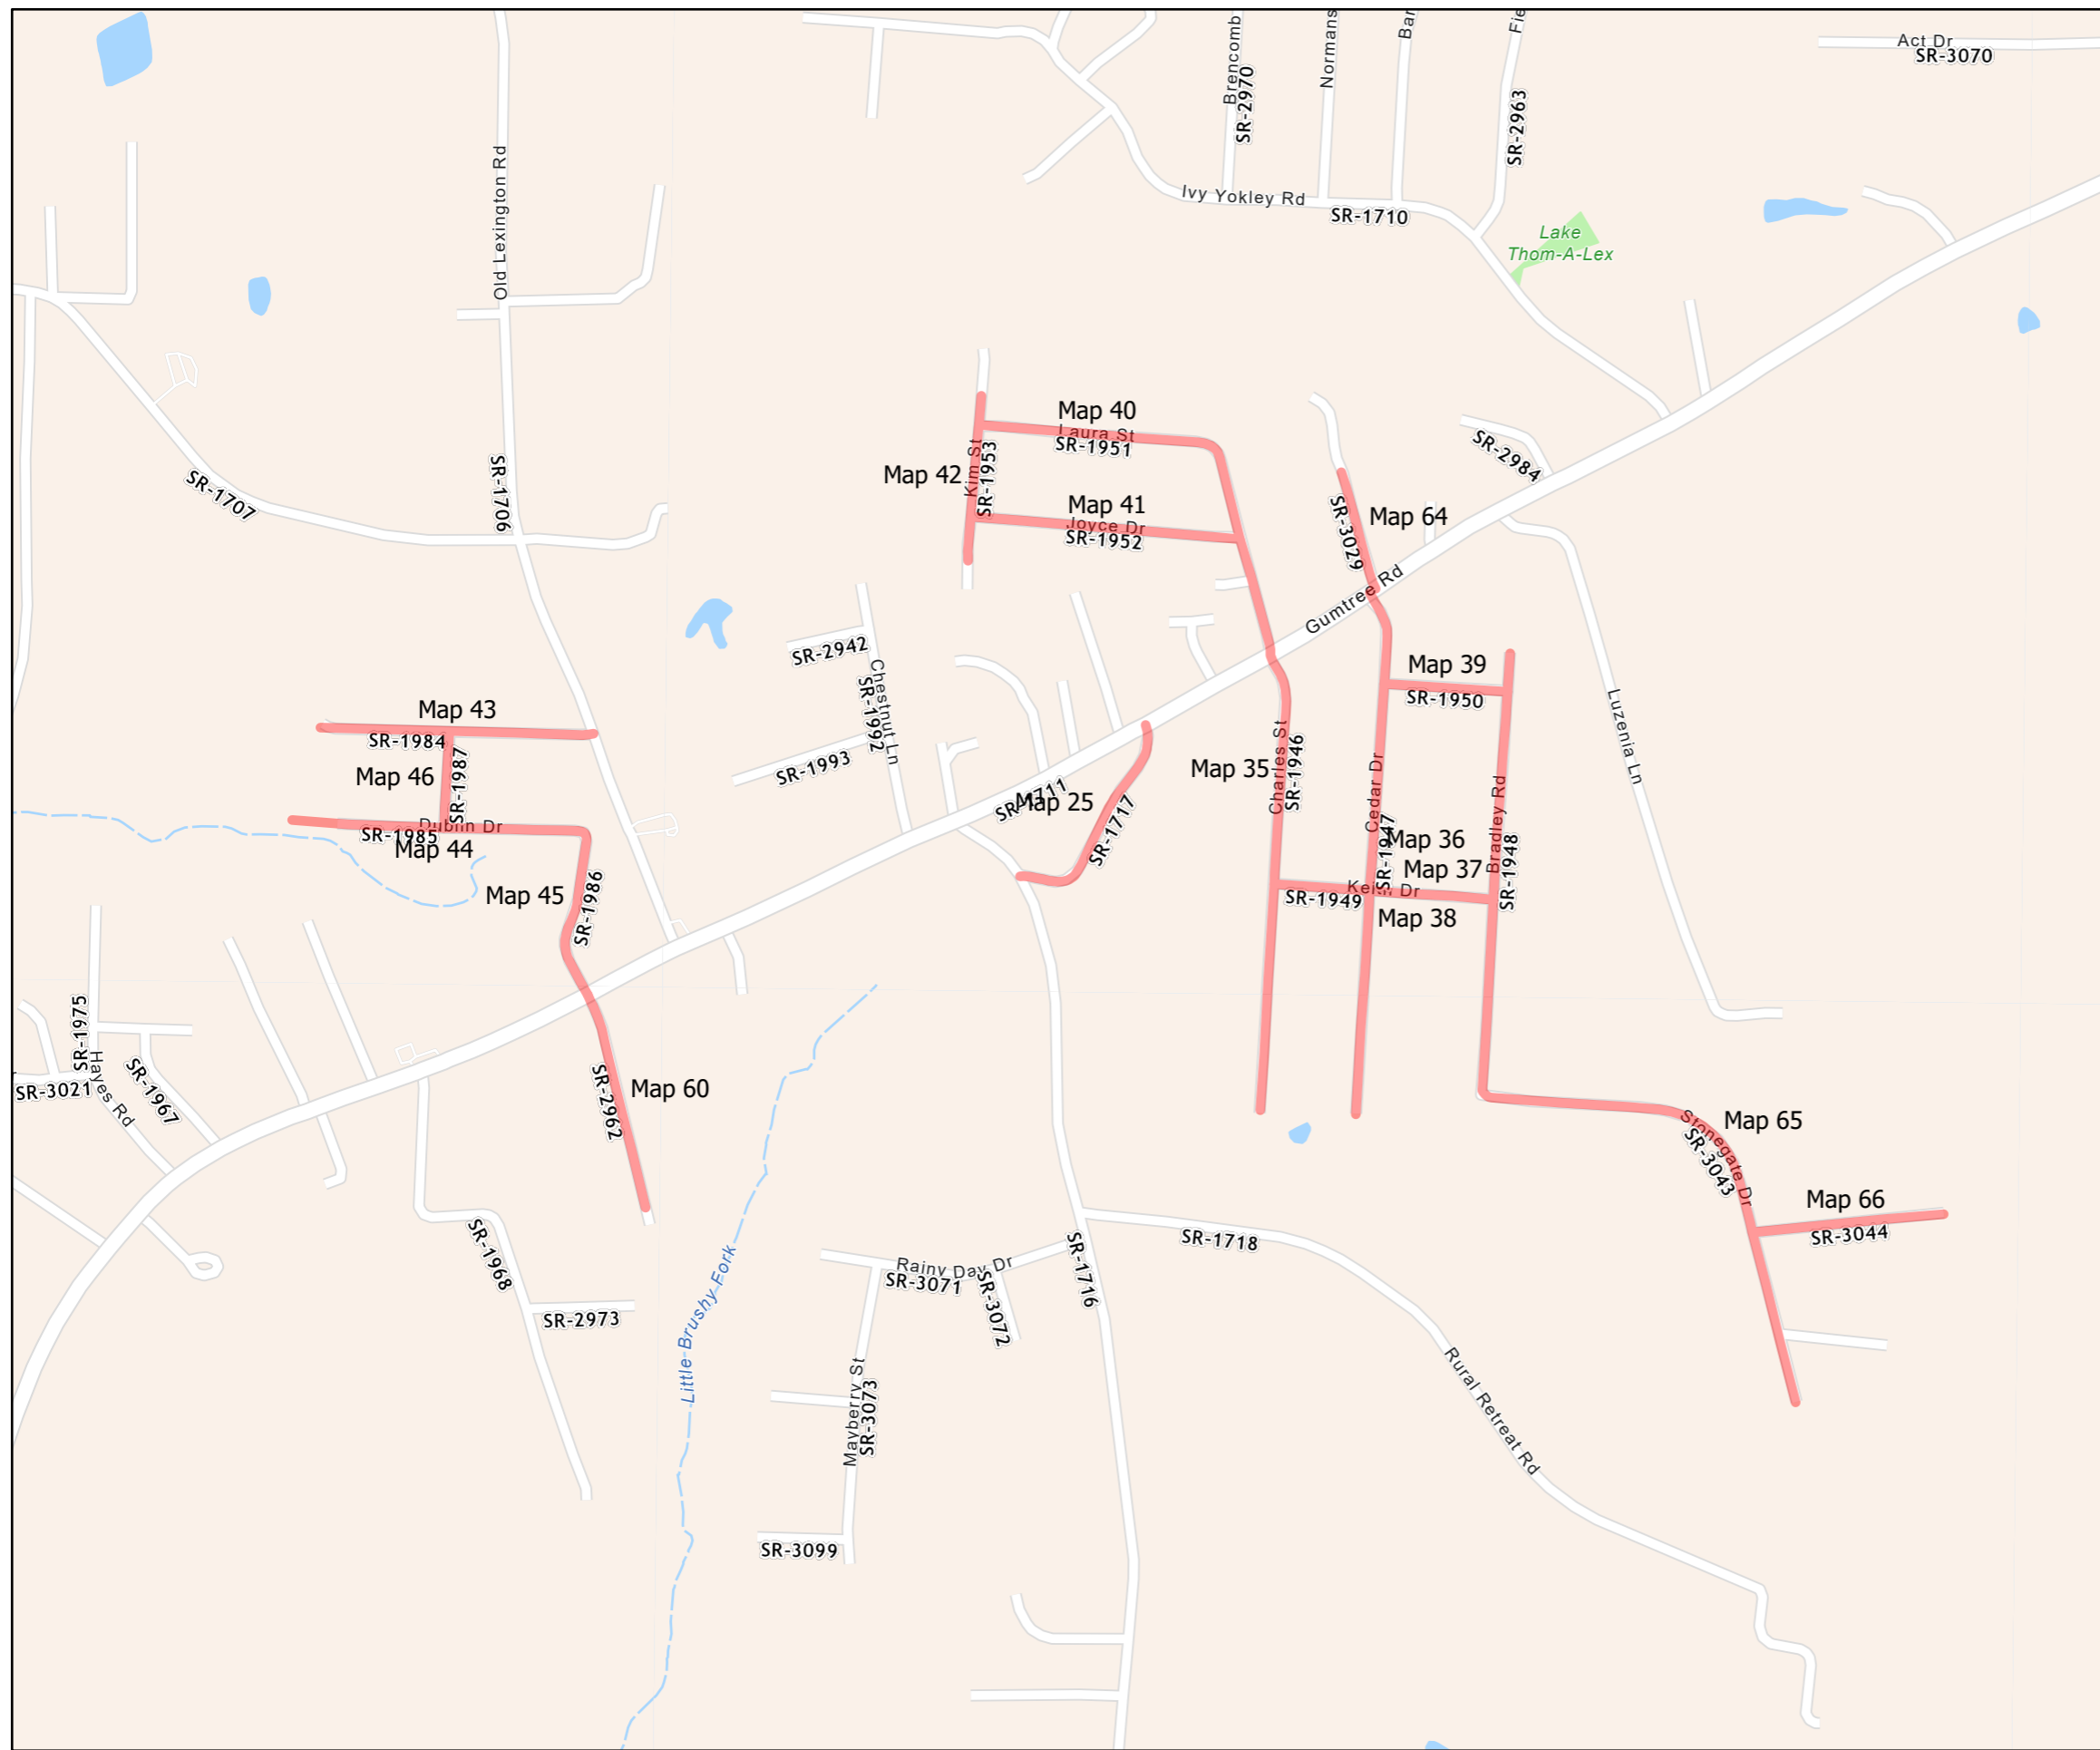 Brencomb
SR-2970
Normans
Bar
Fie
SR-2963
Act Dr
SR-3070
Old Lexington Rd
Ivy Yokley Rd
SR-1710
Lake
Thom-A-Lex
Map 40
Laura St
SR-1951
Map 42
Kim St
SR-1953
Map 41
Joyce Dr
SR-1952
SR-2984
SR-1707
SR-1706
SR-3029
Map 64
Gumtree Rd
SR-2942
Chestnut Ln
SR-1992
SR-1993
Map 39
SR-1950
Luzenia Ln
Map 43
SR-1984
Map 46
SR-1987
Dublin Dr
SR-1985
Map 44
Map 45
SR-1986
SR-1711
Map 25
SR-1717
Map 35
Charles St
SR-1946
Cedar Dr
SR-1947
Map 36
Map 37
Bradley Rd
SR-1948
Keith Dr
SR-1949
Map 38
SR-1975
Hayes Rd
SR-3021
SR-1967
SR-2962
Map 60
Stonegate Dr
SR-3043
Map 65
Map 66
SR-3044
SR-1968
SR-2973
Little Brushy Fork
Rainy Day Dr
SR-3071
SR-3072
SR-1716
SR-1718
Mayberry St
SR-3073
Rural Retreat Rd
SR-3099